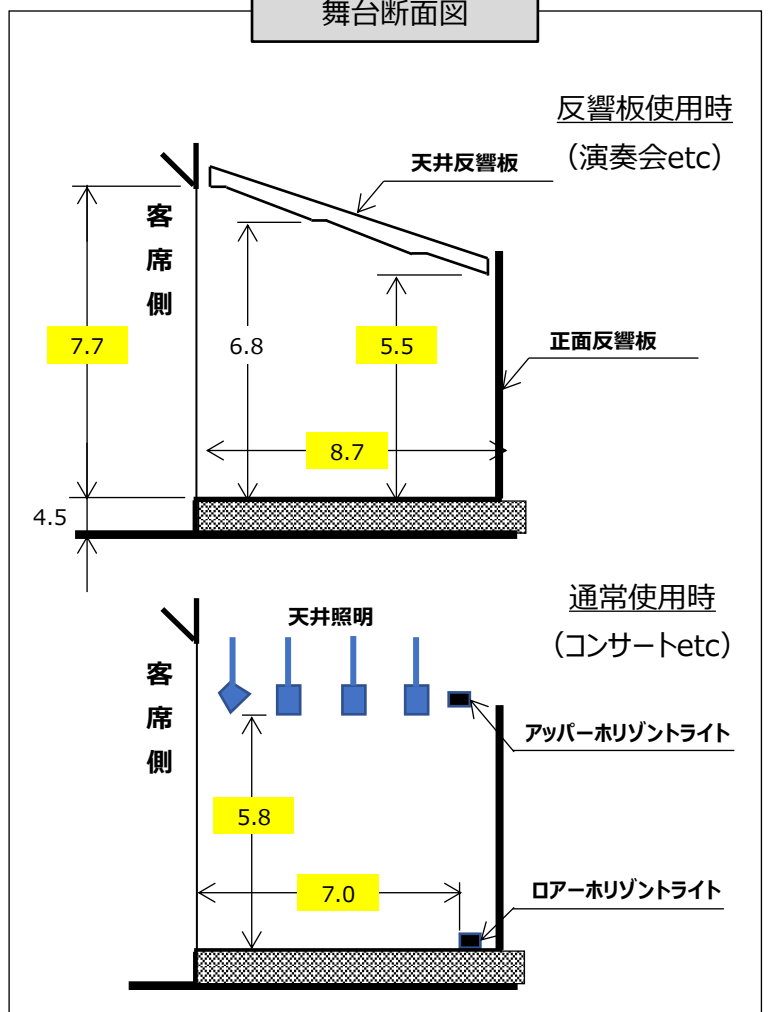 舞台断面図
反響板使用時
（演奏会etc）
天井反響板
客席側
7.7
6.8
5.5
正面反響板
8.7
4.5
通常使用時
（コンサートetc）
天井照明
客席側
アッパーホリゾントライト
5.8
7.0
ロアーホリゾントライト